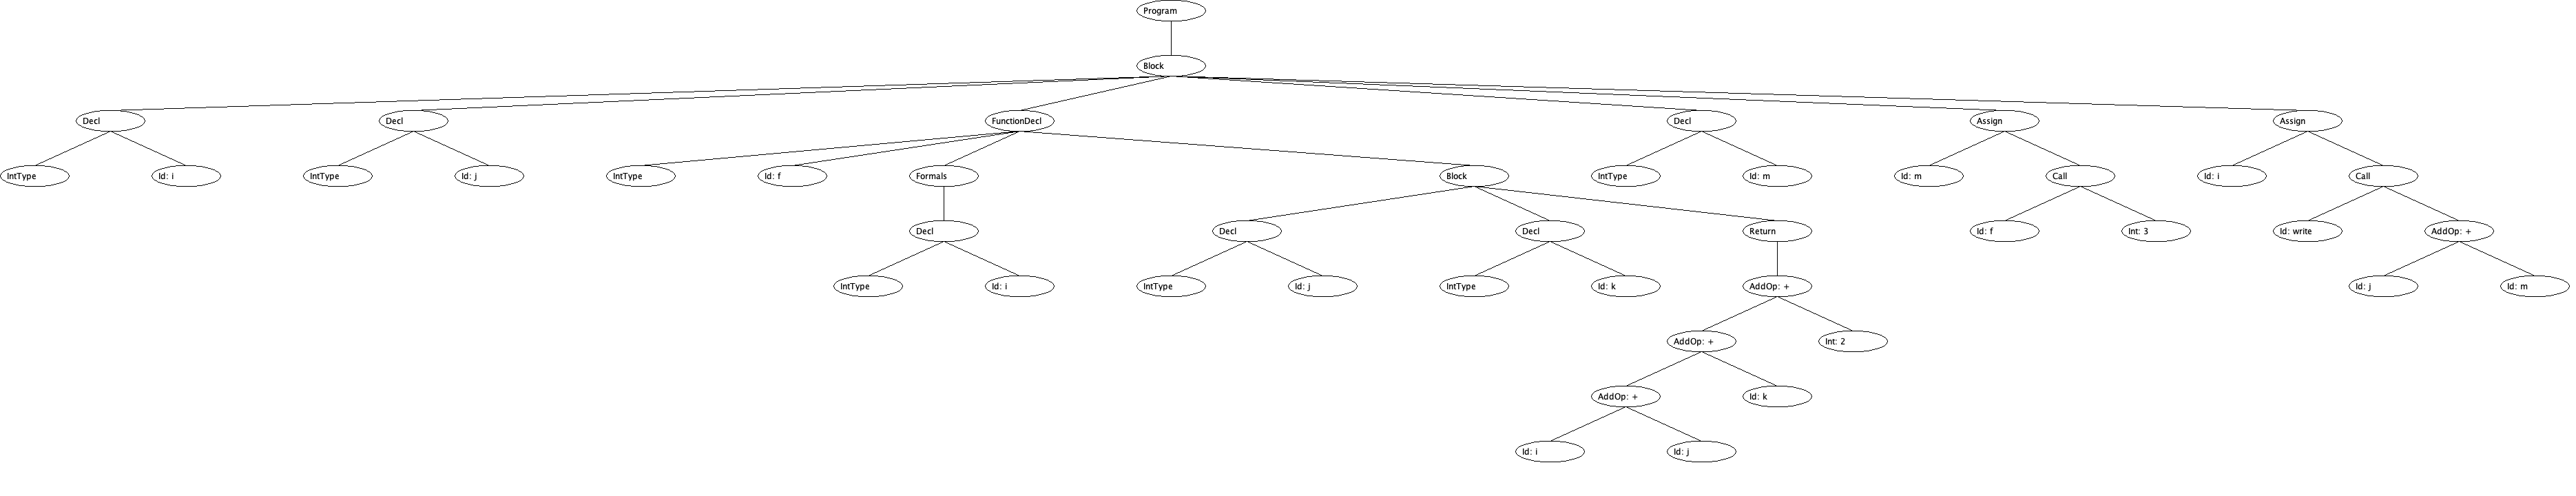 Program
Block
Decl Decl FunctionDecl Decl Assign Assign
IntType Id: i IntType Id: j IntType Id: f Formals Block IntType Id: m Id: m Call Id: i Call
Decl Decl Decl Return Id: f Int: 3 Id: write AddOp: +
IntType Id: i IntType Id: j IntType Id: k AddOp: + Id: j Id: m
AddOp: + Int: 2
AddOp: + Id: k
Id: i Id: j